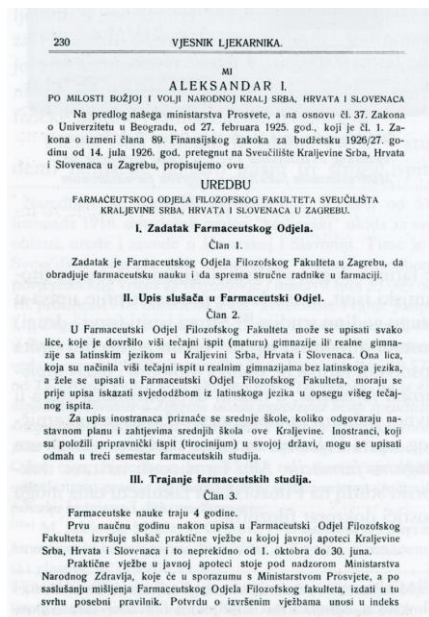 230 VJESNIK LJEKARNIKA.
MI
ALEKSANDAR I.
PO MILOSTI BOŽJOJ I VOLJI NARODNOJ KRALJ SRBA, HRVATA I SLOVENACA
Na predlog našega ministarstva Prosvete, a na osnovu čl. 37. Zakona
o Univerzitetu u Beogradu, od 27. februara 1925. god., koji je čl. 1. Za-
kona o izmeni člana 89. Finansijskog zakoa za budžetsku 1926/27. go-
dinu od 14. jula 1926. god. pretegnut na Sveučilište Kraljevine Srba, Hrvata
i Slovenaca u Zagrebu, propisujemo ovu
UREDBU
FARMACEUTSKOG ODJELA FILOZOFSKOG FAKULTETA SVEUČILIŠTA
KRALJEVINE SRBA, HRVATA I SLOVENACA U ZAGREBU.
I. Zadatak Farmaceutskog Odjela.
Član 1.
Zadatak je Farmaceutskog Odjela Filozofskog Fakulteta u Zagrebu, da
obradjuje farmaceutsku nauku i da sprema stručne radnike u farmaciji.
II. Upis slušača u Farmaceutski Odjel.
Član 2.
U Farmaceutski Odjel Filozofskog Fakulteta može se upisati svako
lice, koje je dovršilo viši tečajni ispit (maturu) gimnazije ili realne gimna-
zije sa latinskim jezikom u Kraljevini Srba, Hrvata i Slovenaca. Ona lica,
koja su načinila viši tečajni ispit u realnim gimnazijama bez latinskoga jezika,
a žele se upisati u Farmaceutski Odjel Filozofskog Fakulteta, moraju se
prije upisa iskazati svjedodžbom iz latinskoga jezika u opsegu višeg tečaj-
nog ispita.
Za upis inostranaca priznaće se srednje škole, koliko odgovaraju na-
stavnom planu i zahtjevima srednjih škola ove Kraljevine. Inostranci, koji
su položili pripravnički ispit (tirocinijum) u svojoj državi, mogu se upisati
odmah u treći semestar farmaceutskih studija.
III. Trajanje farmaceutskih studija.
Član 3.
Farmaceutske nauke traju 4 godine.
Prvu naučnu godinu nakon upisa u Farmaceutski Odjel Filozofskog
Fakulteta izvršuje slušač praktične vježbe u kojoj javnoj apoteci Kraljevine
Srba, Hrvata i Slovenaca i to neprekidno od 1. oktobra do 30. juna.
Praktične vježbe u javnoj apoteci stoje pod nadzorom Ministarstva
Narodnog Zdravlja, koje će u sporazumu s Ministarstvom Prosvjete, a po
saslušanju mišljenja Farmaceutskog Odjela Filozofskog fakulteta, izdati u tu
svrhu posebni pravilnik. Potvrdu o izvršenim vježbama unosi u indeks